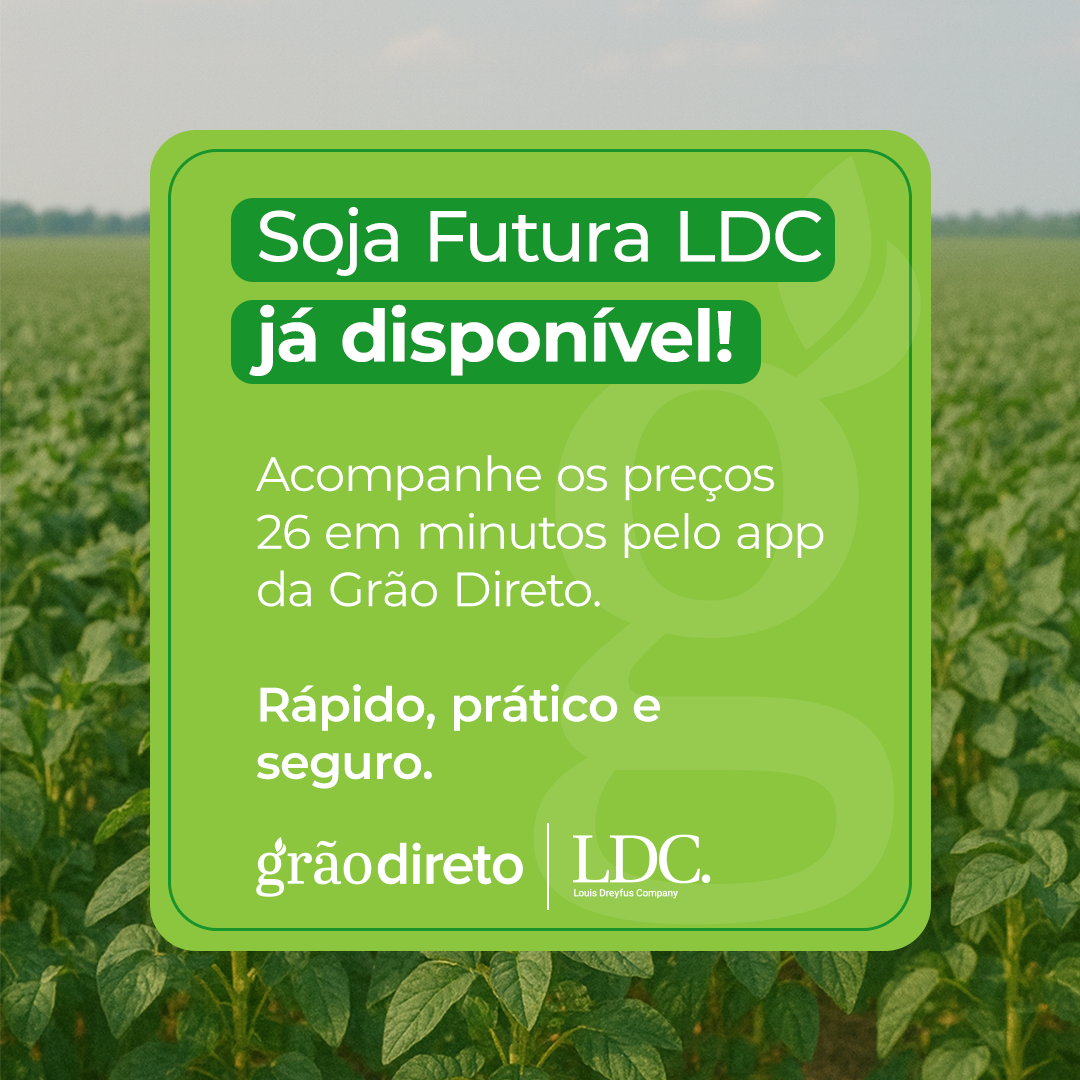 Soja Futura LDC
já disponível!
Acompanhe os preços
26 em minutos pelo app
da Grão Direto.
Rápido, prático e
seguro.
grãodireto
LDC.
Louis Dreyfus Company